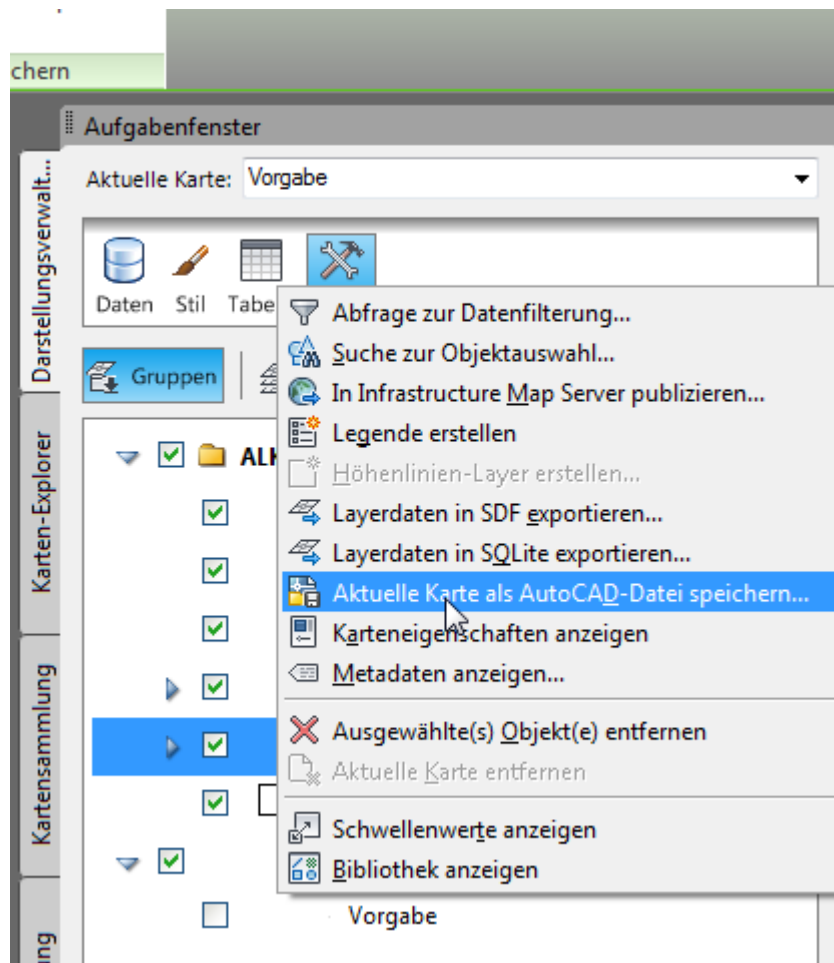 chern
Aufgabenfenster
Aktuelle Karte: Vorgabe
Darstellungsverwalt...
Karten-Explorer
Kartensammlung
ung
Daten Stil Tabe
Gruppen
ALK
Vorgabe
Abfrage zur Datenfilterung...
Suche zur Objektauswahl...
In Infrastructure Map Server publizieren...
Legende erstellen
Höhenlinien-Layer erstellen...
Layerdaten in SDF exportieren...
Layerdaten in SQLite exportieren...
Aktuelle Karte als AutoCAD-Datei speichern...
Karteneigenschaften anzeigen
Metadaten anzeigen...
Ausgewählte(s) Objekt(e) entfernen
Aktuelle Karte entfernen
Schwellenwerte anzeigen
Bibliothek anzeigen